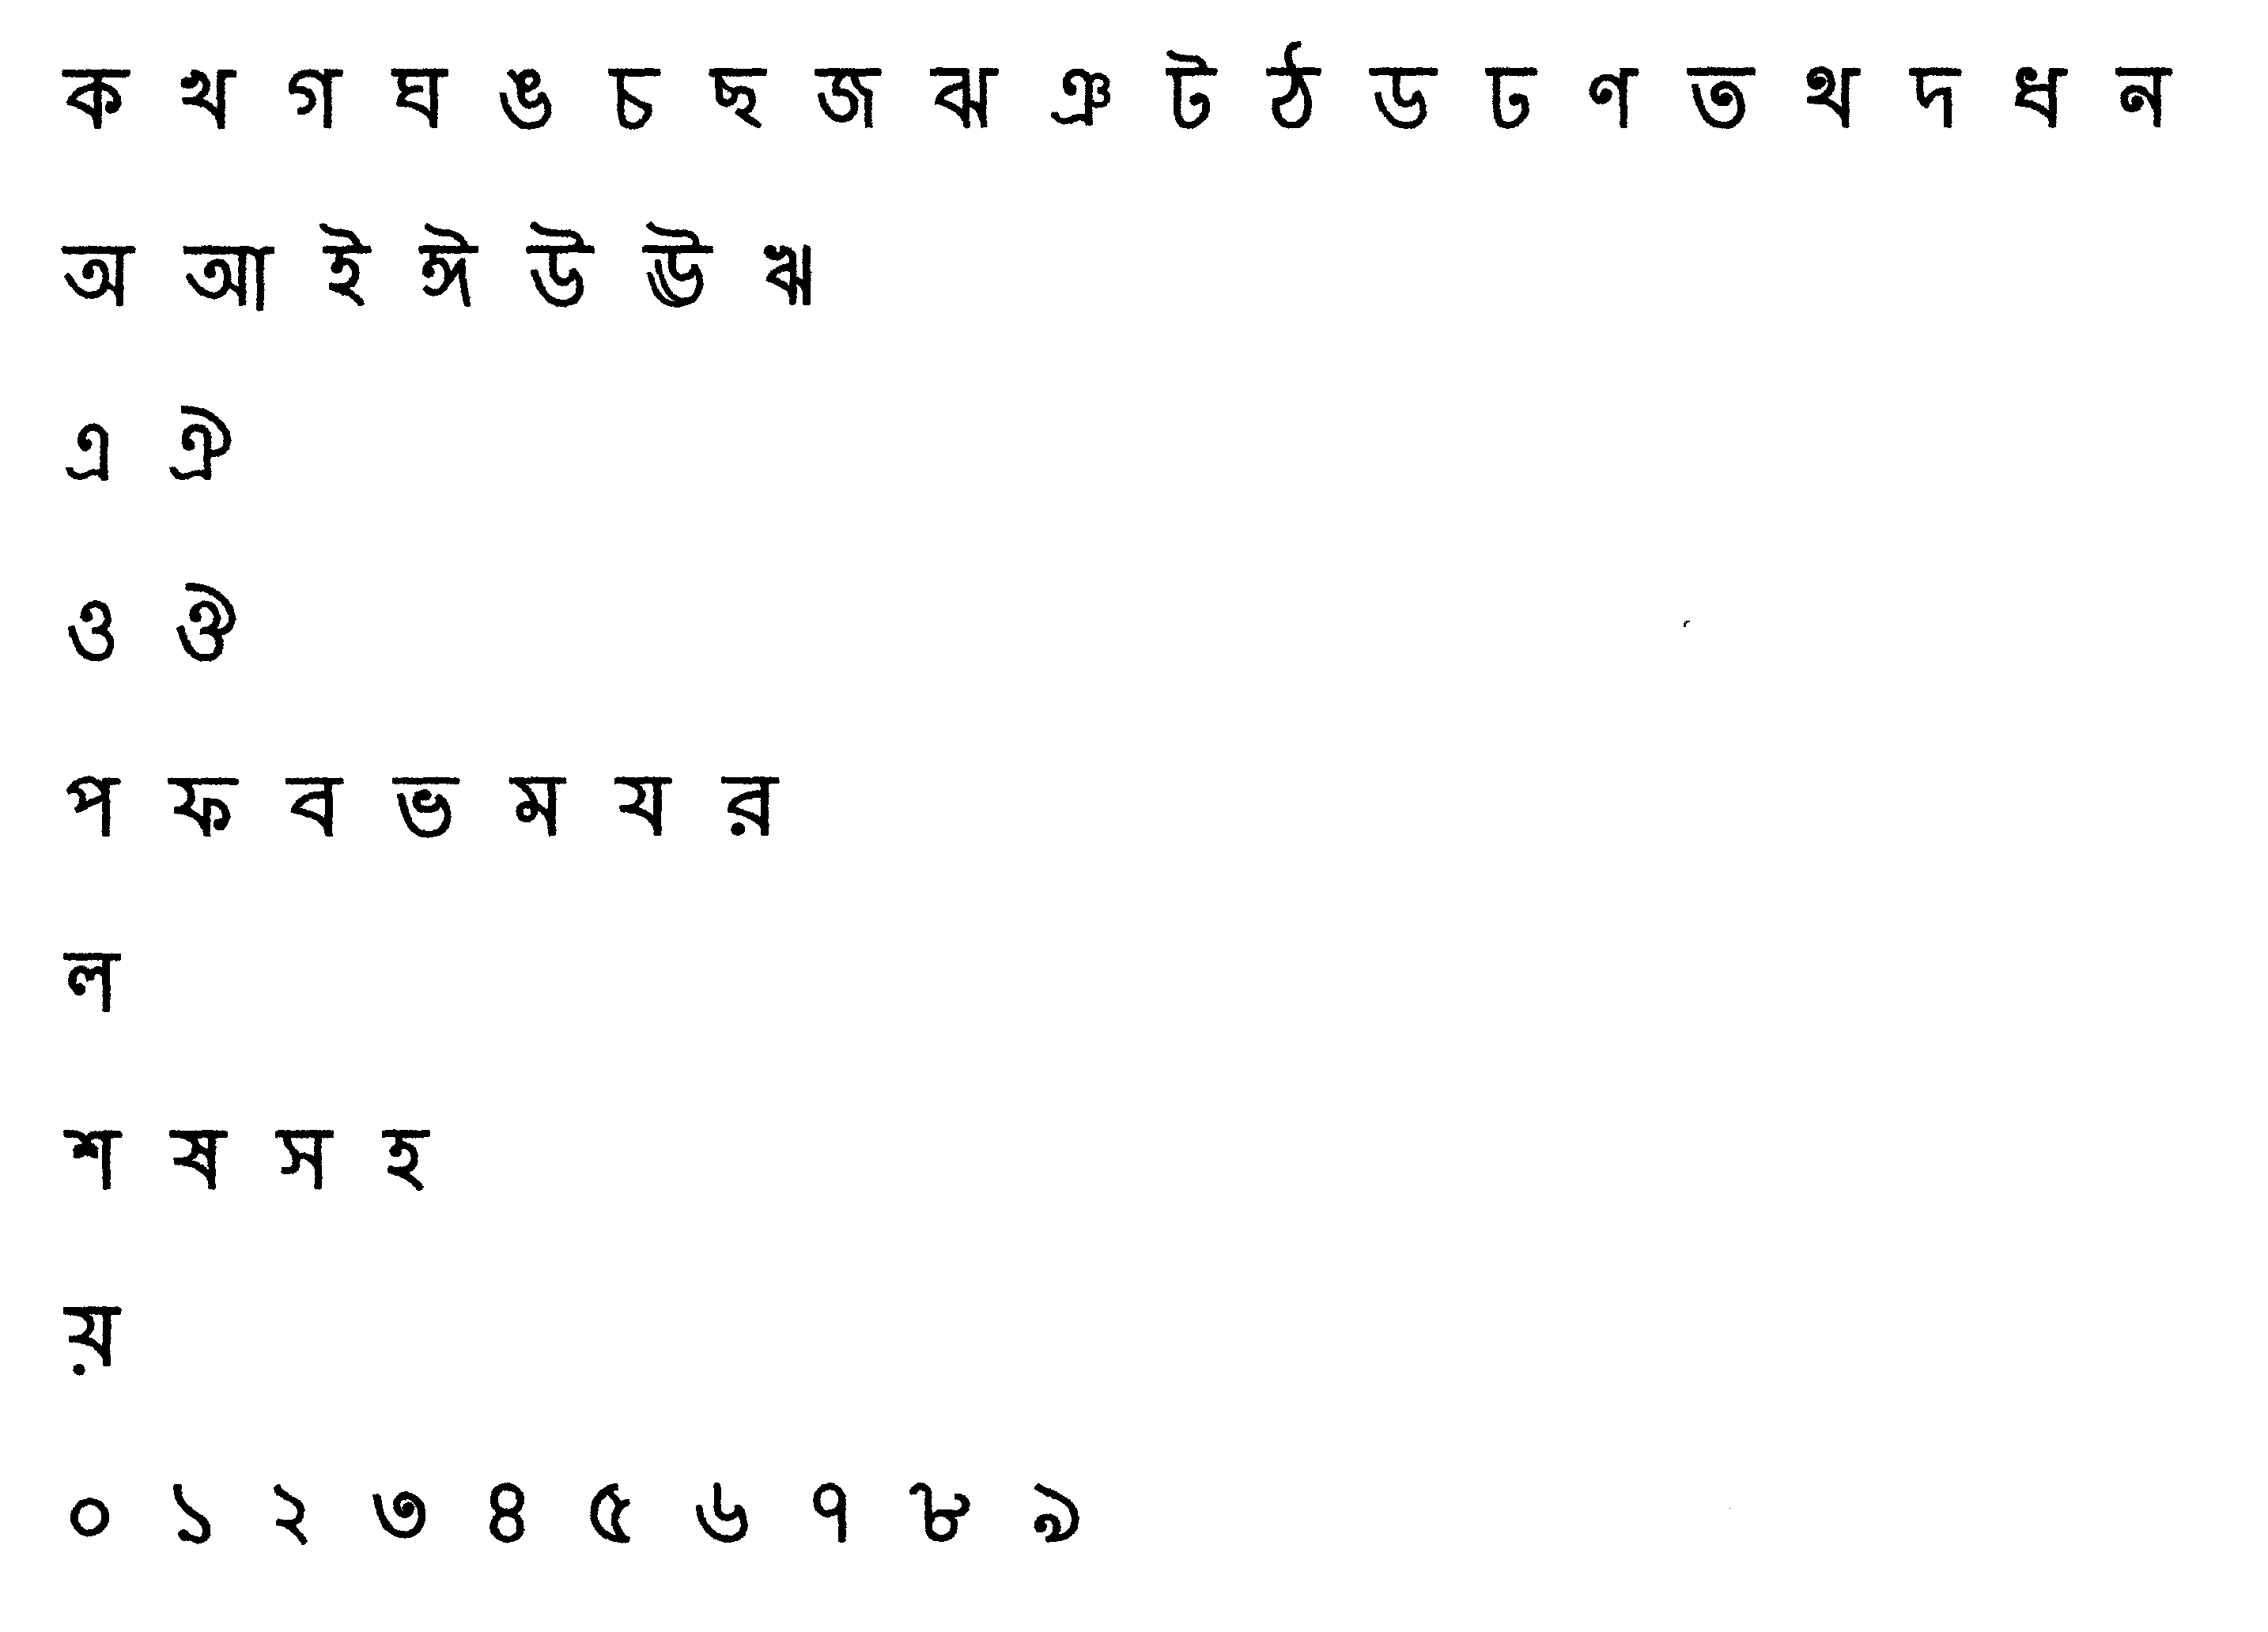 ক খ গ ঘ ঙ চ ছ জ ঝ ঞ ট ঠ ড ঢ ণ ত থ দ ধ ন
অ আ ই ঈ উ ঊ ঋ
এ ঐ
ও ঔ
প ফ ব ভ ম য র
ল
শ ষ স হ
য়
০ ১ ২ ৩ ৪ ৫ ৬ ৭ ৮ ৯